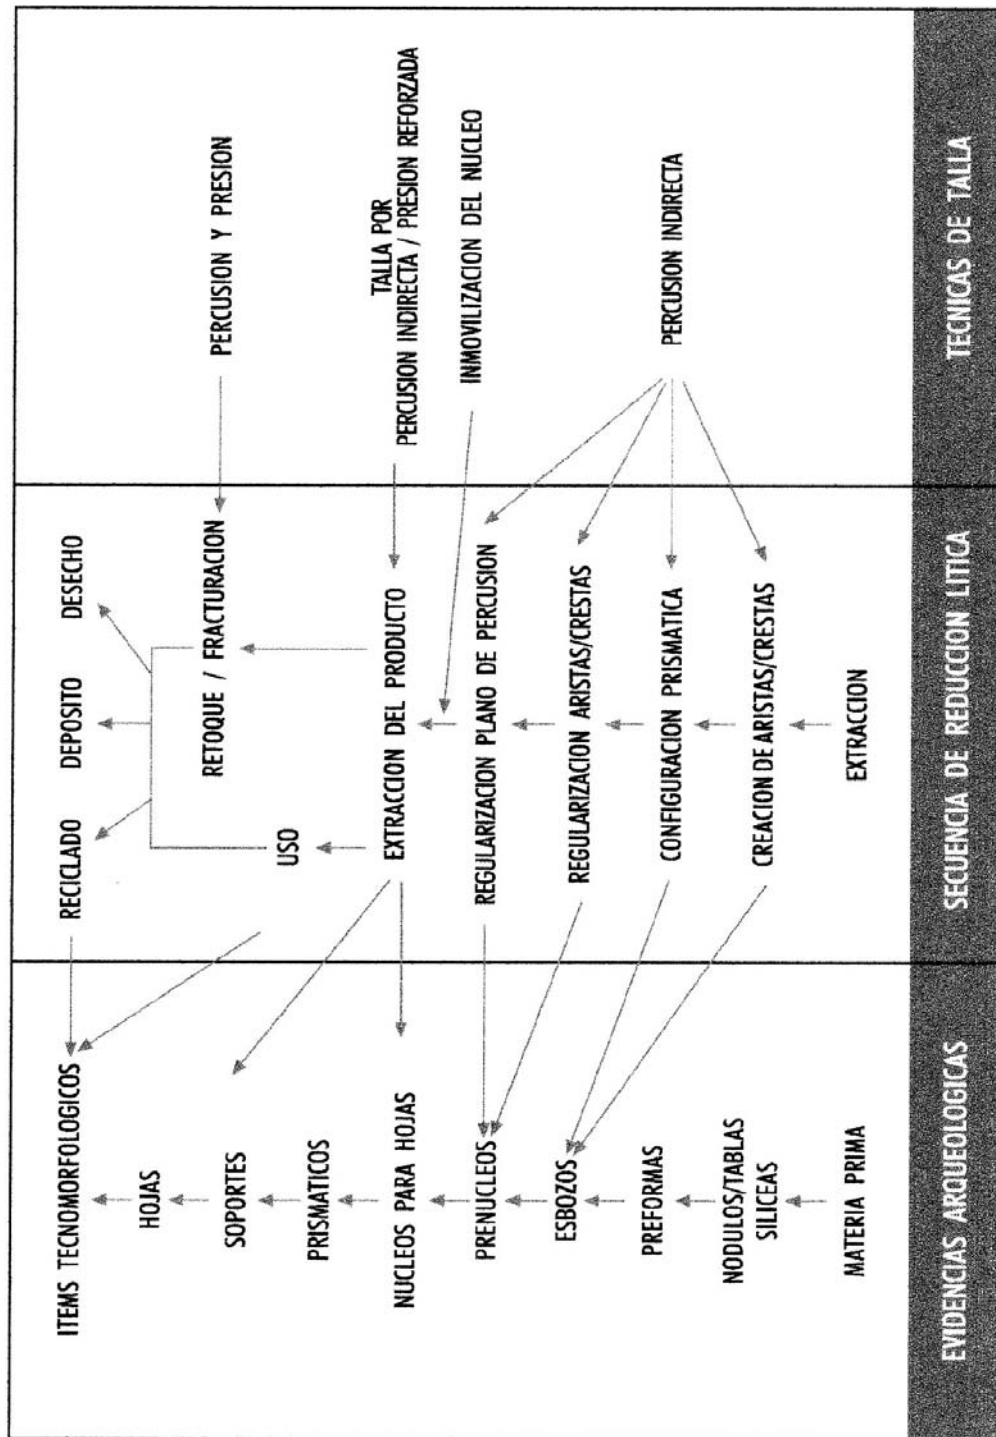 EVIDENCIAS ARQUEOLOGICAS
ITEMS TECNOMORFOLOGICOS
HOJAS
SOPORTES
PRISMATICOS
NUCLEOS PARA HOJAS
PRENUCLEOS
ESBOZOS
PREFORMAS
NODULOS/TABLAS
SILICEAS
MATERIA PRIMA
SECUENCIA DE REDUCCION LITICA
RECICLADO
DEPOSITO
DESECHO
USO
RETOQUE / FRACTURACION
EXTRACCION DEL PRODUCTO
REGULARIZACION PLANO DE PERCUSION
REGULARIZACION ARISTAS/CRESTAS
CONFIGURACION PRISMATICA
CREACION DE ARISTAS/CRESTAS
EXTRACCION
TECNICAS DE TALLA
PERCUSION Y PRESION
TALLA POR
PERCUSION INDIRECTA / PRESION REFORZADA
INMOVILIZACION DEL NUCLEO
PERCUSION INDIRECTA